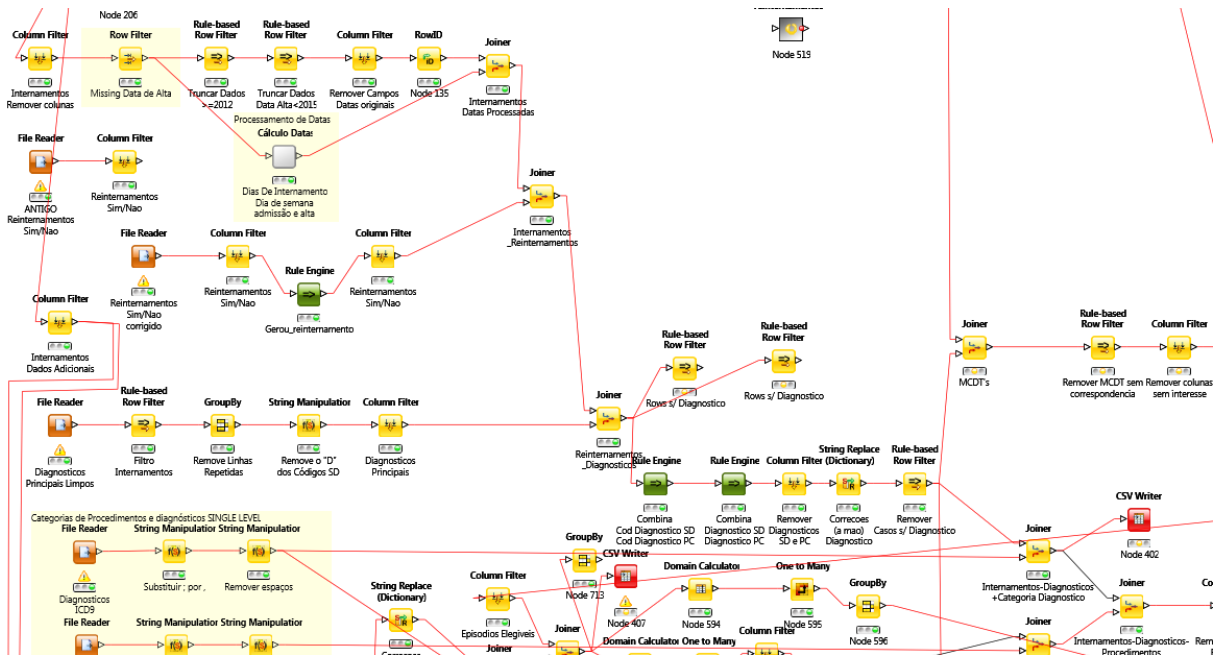 Node 206
Column Filter
Internamentos
Remover colunas
Row Filter
Missing Data de Alta
Rule-based
Row Filter
Truncar Dados
>=2012
Rule-based
Row Filter
Truncar Dados
Data Alta<2015
Column Filter
Remover Campos
Datas originais
RowID
Node 135
Joiner
Internamentos
Datas Processadas
Node 519
Processamento de Datas
Cálculo Datas
Dias De Internamento
Dia de semana
admissão e alta
File Reader
ANTIGO
Reinternamentos
Sim/Nao
Column Filter
Reinternamentos
Sim/Nao
Joiner
Internamentos
_Reinternamentos
File Reader
Reinternamentos
Sim/Nao
corrigido
Column Filter
Reinternamentos
Sim/Nao
Rule Engine
Gerou_reinternamento
Column Filter
Reinternamentos
Sim/Nao
Column Filter
Internamentos
Dados Adicionais
Rule-based
Row Filter
Rows s/ Diagnostico
Rule-based
Row Filter
Rows s/ Diagnostico
Joiner
MCDT's
Rule-based
Row Filter
Remover MCDT sem
correspondencia
Column Filter
Remover colunas
sem interesse
File Reader
Diagnosticos
Principais Limpos
Rule-based
Row Filter
Filtro
Internamentos
GroupBy
Remove Linhas
Repetidas
String Manipulation
Remove o "D"
dos Códigos SD
Column Filter
Diagnosticos
Principais
Joiner
Reinternamentos
_Diagnosticos
Rule Engine
Combina
Cod Diagnostico SD
Cod Diagnostico PC
Rule Engine
Combina
Diagnostico SD
Diagnostico PC
Column Filter
Remover
Diagnosticos
SD e PC
String Replace
(Dictionary)
Correcoes
(a mao)
Diagnostico
Rule-based
Row Filter
Remover
Casos s/ Diagnostico
CSV Writer
Node 402
Joiner
Internamentos-Diagnosticos
+Categoria Diagnostico
Categorias de Procedimentos e diagnósticos SINGLE LEVEL
File Reader
Diagnosticos
ICD9
String Manipulation
Substituir ; por ,
String Manipulation
Remover espaços
File Reader
String Manipulation
String Manipulation
String Replace
(Dictionary)
Column Filter
Episodios Elegiveis
GroupBy
Node 713
CSV Writer
Node 407
Domain Calculator
Node 594
One to Many
Node 595
GroupBy
Node 596
Joiner
Joiner
Domain Calculator
One to Many
Column Filter
Joiner
Joiner
Internamentos-Diagnosticos-
Procedimentos